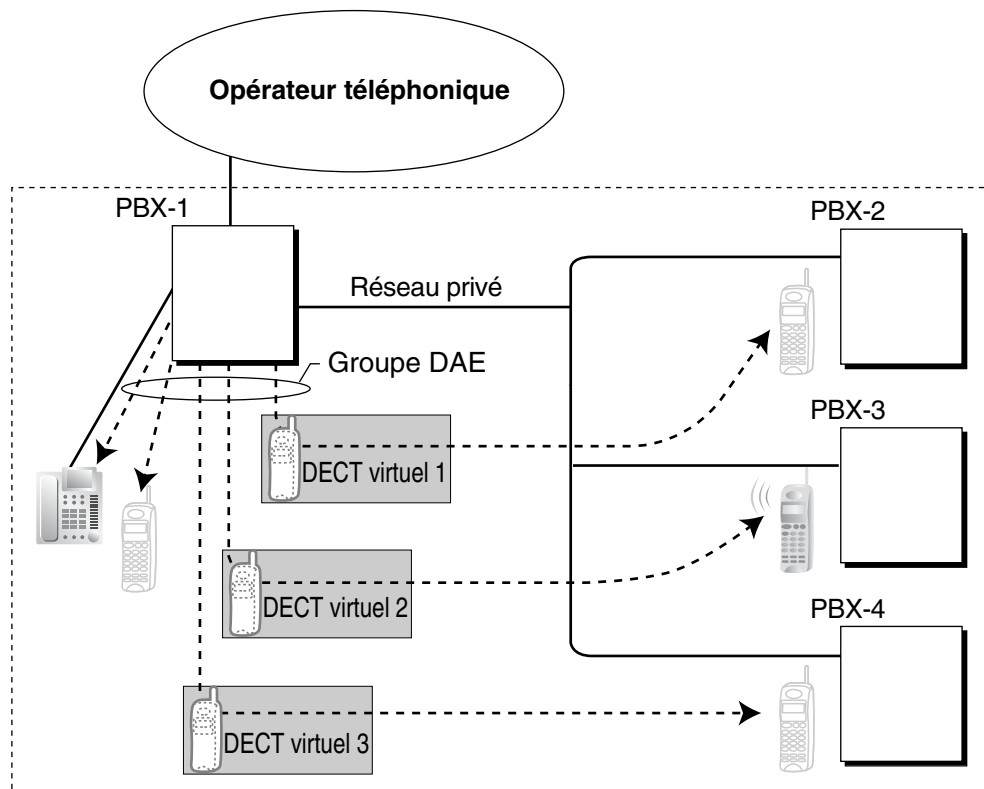 Opérateur téléphonique
PBX-1
PBX-2
Réseau privé
Groupe DAE
PBX-3
DECT virtuel 1
DECT virtuel 2
PBX-4
DECT virtuel 3